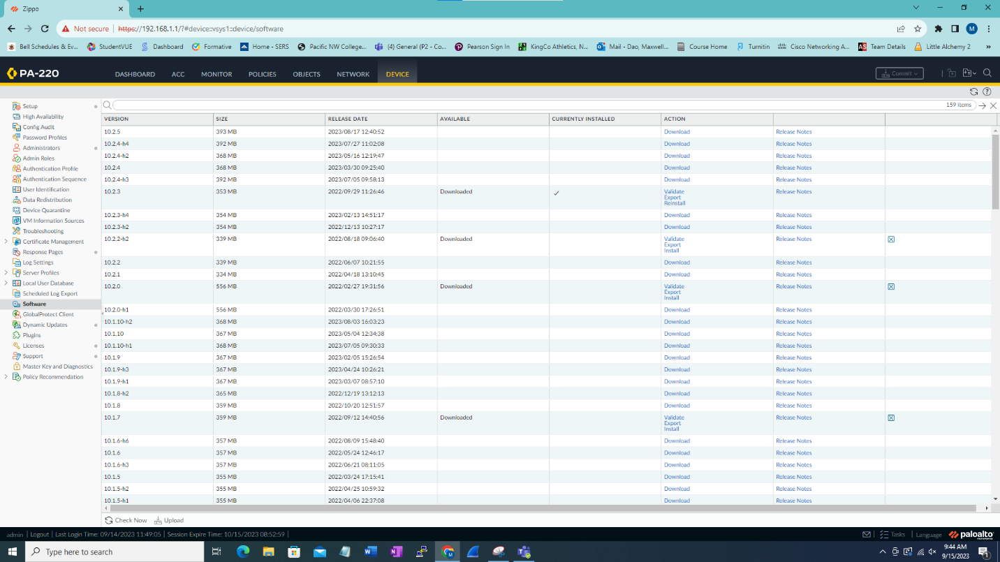 Zippo
Not secure https://192.168.1.1/?#device::vsys1::device/software M
Bell Schedules & Ev... StudentVUE Dashboard Formative Home - SERS Pacific NW Colleg... (4) General (P2 - Co... Pearson Sign In KingCo Athletics, N... Mail - Dao, Maxwell... Course Home Turnitin Cisco Networking A... AS Team Details Little Alchemy 2 »
PA-220 DASHBOARD ACC MONITOR POLICIES OBJECTS NETWORK DEVICE Commit
159 items
Setup
High Availability
Config Audit
Password Profiles
Administrators
Admin Roles
Authentication Profile
Authentication Sequence
User Identification
Data Redistribution
Device Quarantine
VM Information Sources
Troubleshooting
Certificate Management
Response Pages
Log Settings
Server Profiles
Local User Database
Scheduled Log Export
Software
GlobalProtect Client
Dynamic Updates
Plugins
Licenses
Support
Master Key and Diagnostics
Policy Recommendation
VERSION SIZE RELEASE DATE AVAILABLE CURRENTLY INSTALLED ACTION
10.2.5 393 MB 2023/08/17 12:40:52 Download Release Notes
10.2.4-h4 392 MB 2023/07/27 11:02:08 Download Release Notes
10.2.4-h2 368 MB 2023/05/16 12:19:47 Download Release Notes
10.2.4 368 MB 2023/03/30 09:25:40 Download Release Notes
10.2.4-h3 392 MB 2023/07/05 09:58:13 Download Release Notes
10.2.3 353 MB 2022/09/29 11:26:46 Downloaded ✓ Validate Release Notes
Export
Reinstall
10.2.3-h4 354 MB 2023/02/13 14:51:17 Download Release Notes
10.2.3-h2 354 MB 2022/12/13 10:27:17 Download Release Notes
10.2.2-h2 339 MB 2022/08/18 09:06:40 Downloaded Validate Release Notes
Export
Install
10.2.2 339 MB 2022/06/07 10:21:55 Download Release Notes
10.2.1 334 MB 2022/04/18 13:10:45 Download Release Notes
10.2.0 556 MB 2022/02/27 19:31:56 Downloaded Validate Release Notes
Export
Install
10.2.0-h1 556 MB 2022/03/30 17:26:51 Download Release Notes
10.1.10-h2 368 MB 2023/08/03 16:03:23 Download Release Notes
10.1.10 367 MB 2023/05/04 12:34:38 Download Release Notes
10.1.10-h1 368 MB 2023/07/05 09:30:33 Download Release Notes
10.1.9 367 MB 2023/02/05 15:26:54 Download Release Notes
10.1.9-h3 367 MB 2023/04/24 10:26:21 Download Release Notes
10.1.9-h1 367 MB 2023/03/07 08:57:10 Download Release Notes
10.1.8-h2 365 MB 2022/12/19 13:12:13 Download Release Notes
10.1.8 359 MB 2022/10/20 12:51:57 Download Release Notes
10.1.7 359 MB 2022/09/12 14:40:56 Downloaded Validate Release Notes
Export
Install
10.1.6-h6 357 MB 2022/08/09 15:48:40 Download Release Notes
10.1.6 357 MB 2022/05/24 12:46:17 Download Release Notes
10.1.6-h3 357 MB 2022/06/21 08:11:05 Download Release Notes
10.1.5 355 MB 2022/03/24 17:15:41 Download Release Notes
10.1.5-h2 355 MB 2022/04/25 10:59:32 Download Release Notes
10.1.5-h1 355 MB 2022/04/06 22:37:08 Download Release Notes
Check Now Upload
admin | Logout | Last Login Time: 09/14/2023 11:49:05 | Session Expire Time: 10/15/2023 08:52:59 | Tasks | Language paloalto NETWORKS
Type here to search
9:44 AM
9/15/2023
1